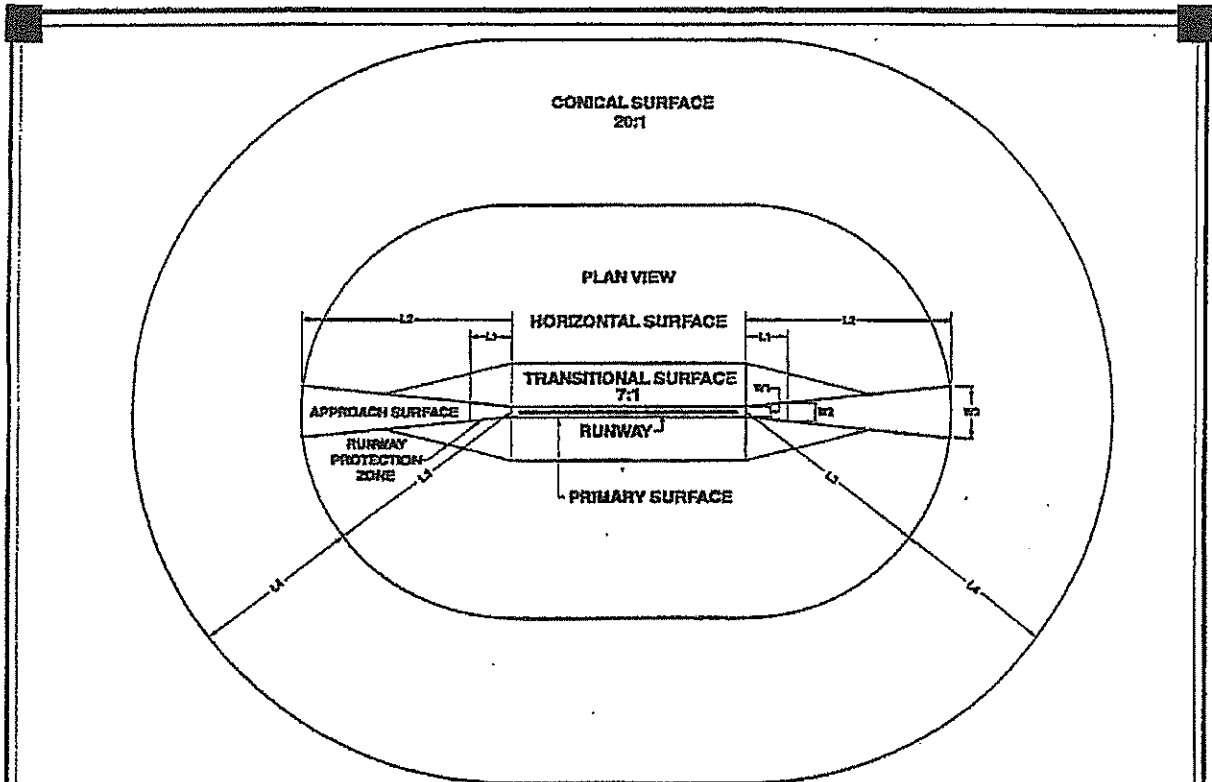 CONICAL SURFACE
20:1
PLAN VIEW
L2
HORIZONTAL SURFACE
L2
L1
L1
TRANSITIONAL SURFACE
7:1
W1
APPROACH SURFACE
W2
W3
RUNWAY
RUNWAY
PROTECTION
ZONE
L3
L3
PRIMARY SURFACE
L4
L4